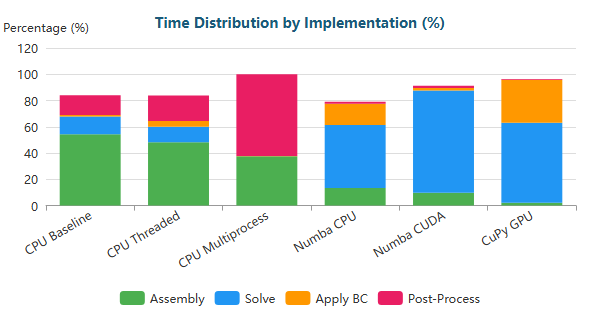 Time Distribution by Implementation (%)
Percentage (%)
120
100
80
60
40
20
0
CPU Baseline
CPU Threaded
CPU Multiprocess
Numba CPU
Numba CUDA
CuPy GPU
Assembly Solve Apply BC Post-Process